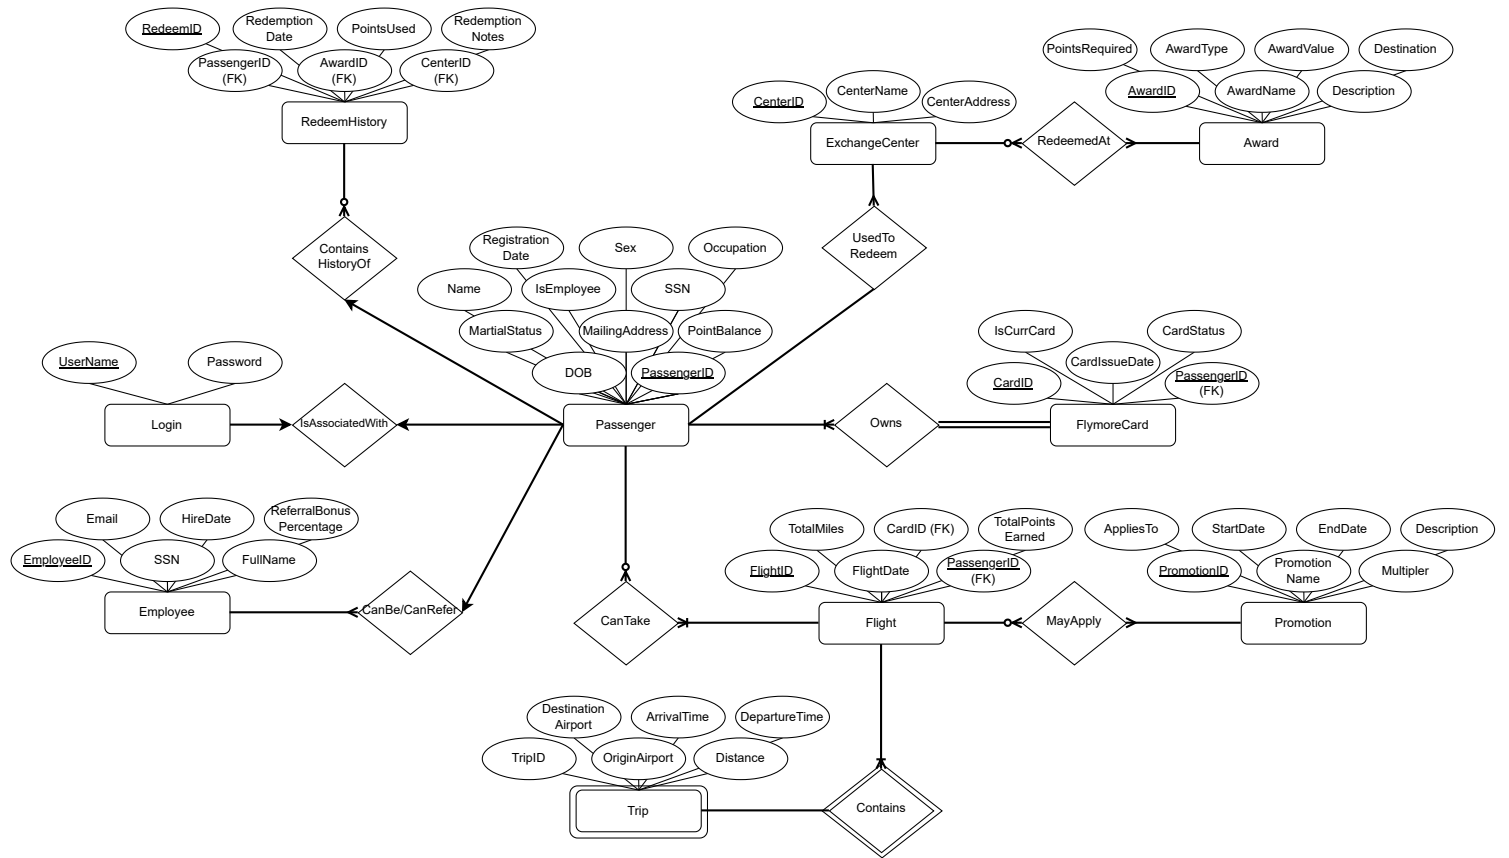 RedeemID
Redemption
Date
PointsUsed
Redemption
Notes
PassengerID
(FK)
AwardID
(FK)
CenterID
(FK)
RedeemHistory
Contains
HistoryOf
CenterID
CenterName
CenterAddress
ExchangeCenter
RedeemedAt
PointsRequired
AwardType
AwardValue
Destination
AwardID
AwardName
Description
Award
UsedTo
Redeem
Registration
Date
Sex
Occupation
Name
IsEmployee
SSN
MartialStatus
MailingAddress
PointBalance
DOB
PassengerID
Passenger
UserName
Password
Login
IsAssociatedWith
Owns
IsCurrCard
CardStatus
CardIssueDate
CardID
PassengerID
(FK)
FlymoreCard
Email
HireDate
ReferralBonus
Percentage
EmployeeID
SSN
FullName
Employee
CanBe/CanRefer
CanTake
TotalMiles
CardID (FK)
TotalPoints
Earned
FlightID
FlightDate
PassengerID
(FK)
Flight
MayApply
AppliesTo
StartDate
EndDate
Description
PromotionID
Promotion
Name
Multipler
Promotion
Destination
Airport
ArrivalTime
DepartureTime
TripID
OriginAirport
Distance
Trip
Contains